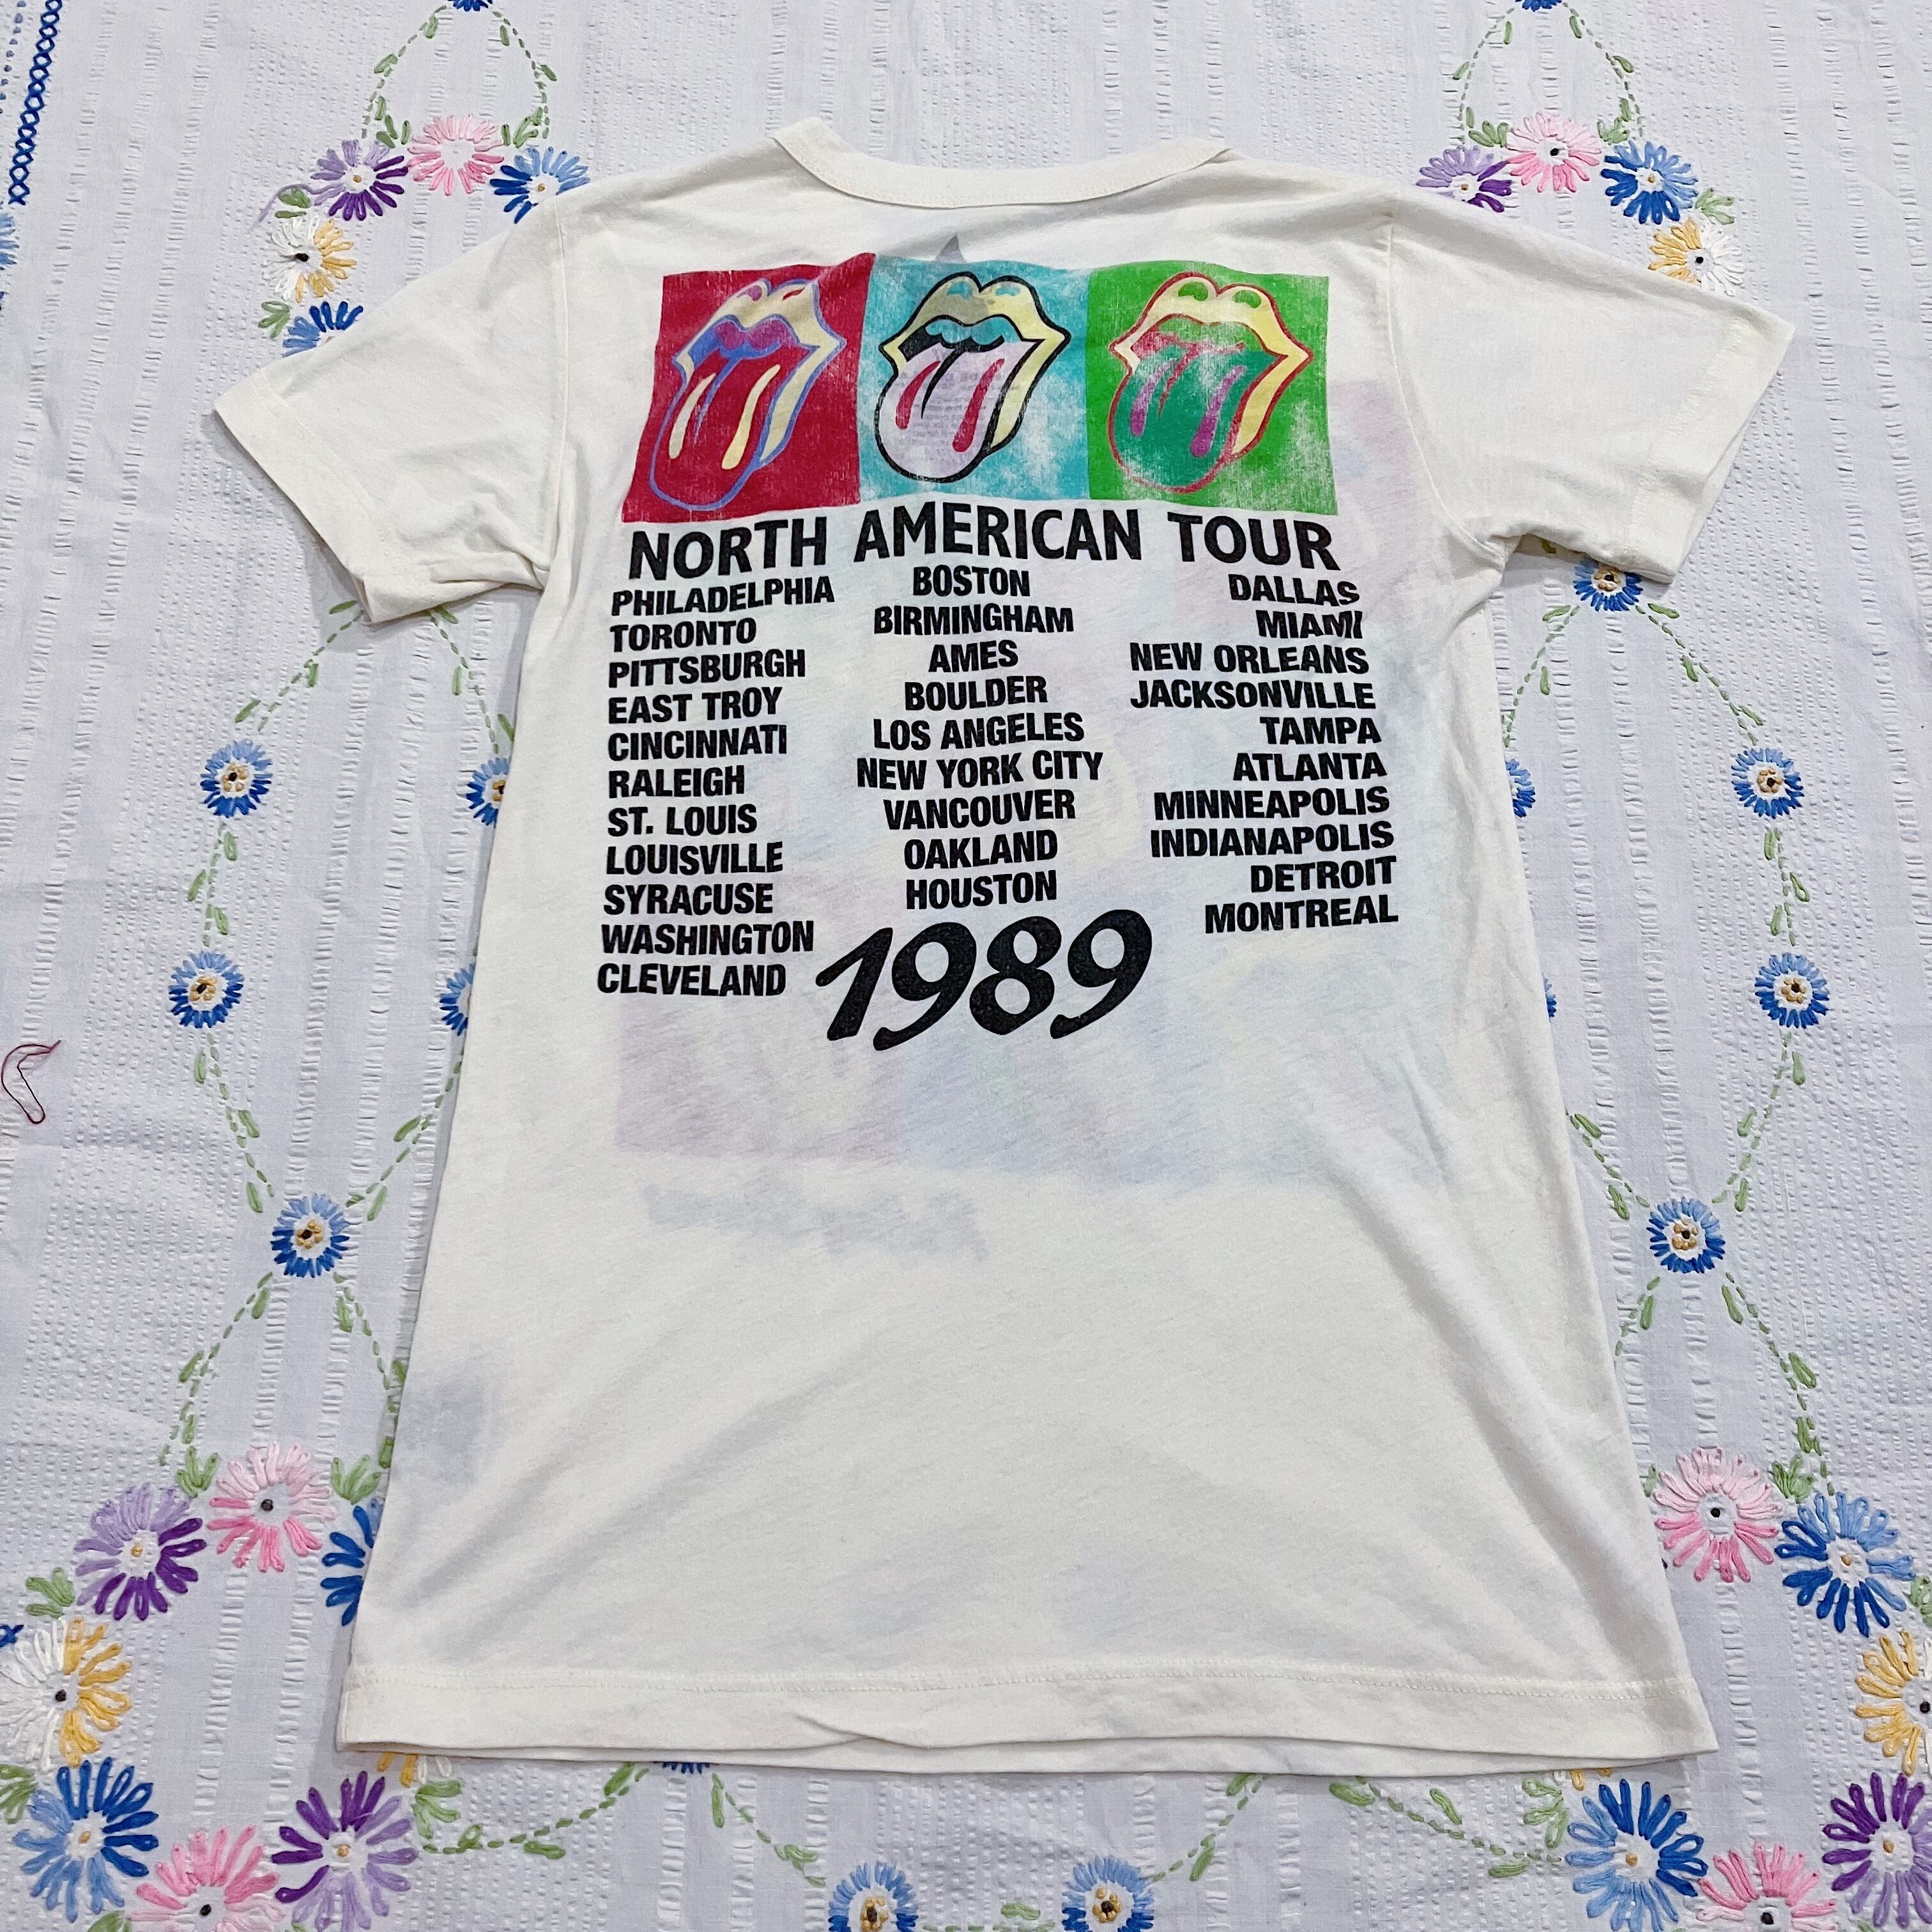 NORTH AMERICAN TOUR
PHILADELPHIA
TORONTO
PITTSBURGH
EAST TROY
CINCINNATI
RALEIGH
ST. LOUIS
LOUISVILLE
SYRACUSE
WASHINGTON
CLEVELAND
BOSTON
BIRMINGHAM
AMES
BOULDER
LOS ANGELES
NEW YORK CITY
VANCOUVER
OAKLAND
HOUSTON
DALLAS
MIAMI
NEW ORLEANS
JACKSONVILLE
TAMPA
ATLANTA
MINNEAPOLIS
INDIANAPOLIS
DETROIT
MONTREAL
1989